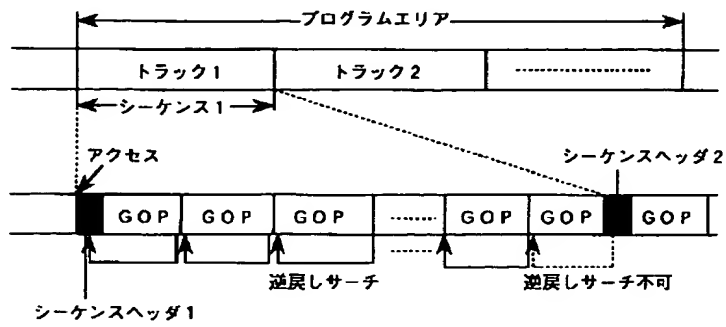 プログラムエリア
トラック1 トラック2
シーケンス1
アクセス シーケンスヘッダ2
GOP GOP GOP GOP GOP GOP
逆戻しサーチ 逆戻しサーチ不可
シーケンスヘッダ1